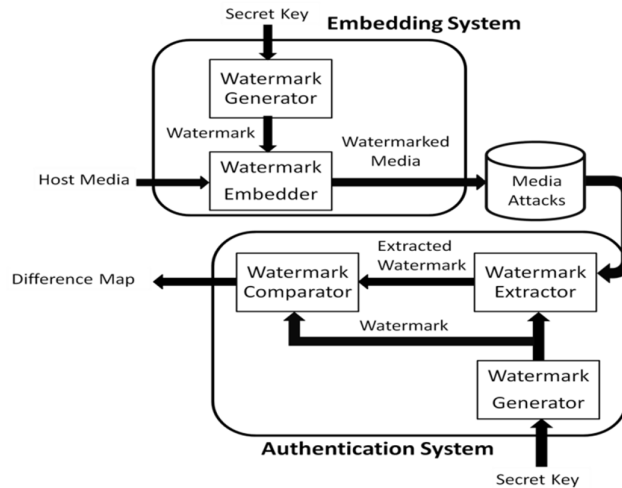 Secret Key
Embedding System
Watermark
Generator
Watermark
Watermarked
Media
Host Media
Watermark
Embedder
Media
Attacks
Extracted
Watermark
Difference Map
Watermark
Comparator
Watermark
Extractor
Watermark
Watermark
Generator
Authentication System
Secret Key